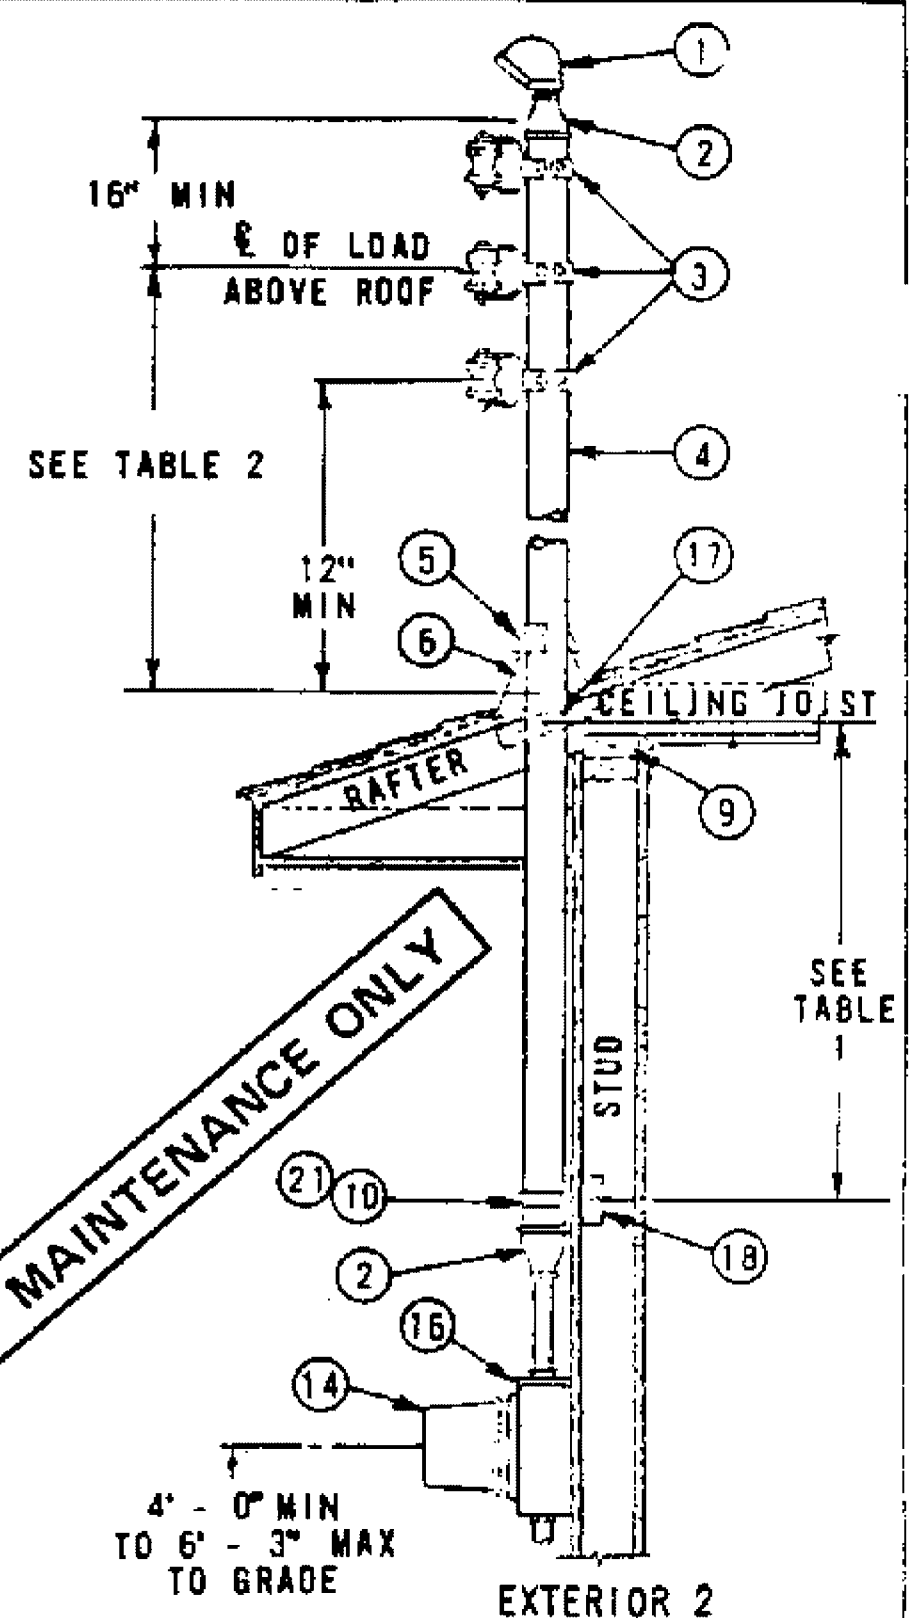 1
2
16" MIN
℄ OF LOAD
ABOVE ROOF
3
SEE TABLE 2
4
12"
MIN
5
17
6
CEILING JOIST
RAFTER
9
MAINTENANCE ONLY
SEE
TABLE
1
STUD
21
10
18
2
16
14
4' - 0" MIN
TO 6' - 3" MAX
TO GRADE
EXTERIOR 2